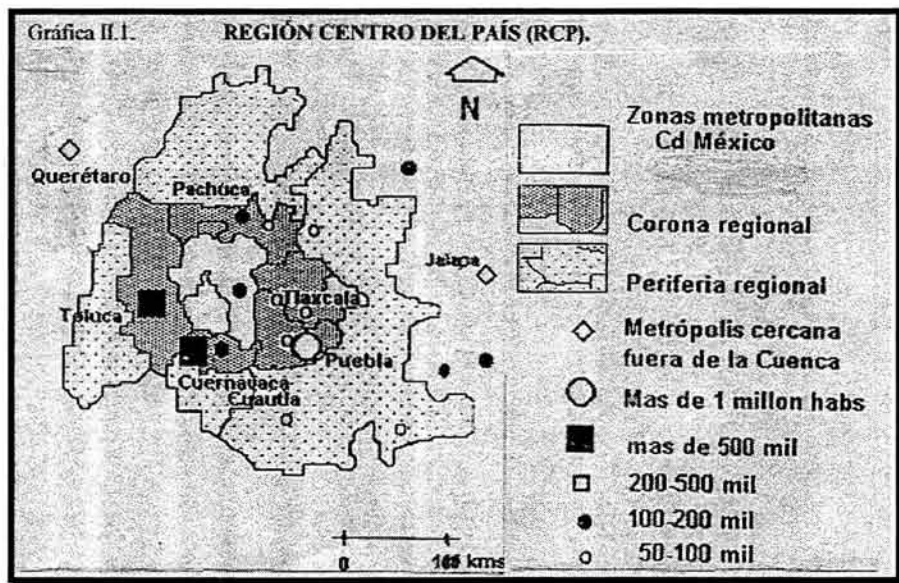 Gráfica II.1. REGIÓN CENTRO DEL PAÍS (RCP).
N
Querétaro
Pachuca
Jalapa
Tlaxcala
Toluca
Puebla
Cuernavaca
Cuautla
0 kms
Zonas metropolitanas
Cd México
Corona regional
Periferia regional
Metrópolis cercana
fuera de la Cuenca
Mas de 1 millon habs
mas de 500 mil
200-500 mil
100-200 mil
50-100 mil